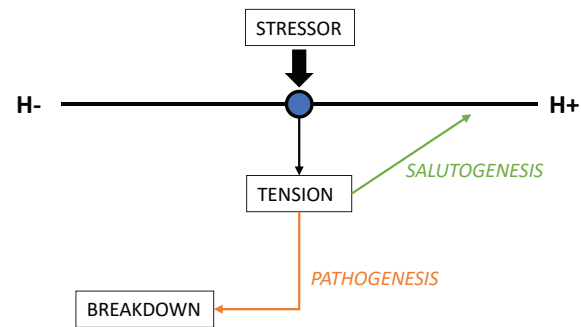 STRESSOR
H-
H+
SALUTOGENESIS
TENSION
PATHOGENESIS
BREAKDOWN